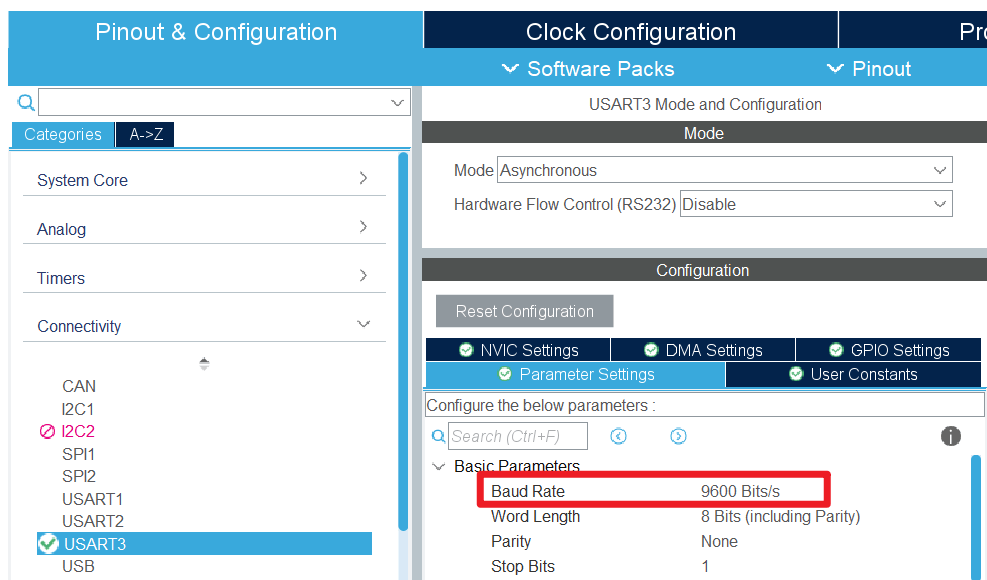 Pinout & Configuration
Clock Configuration
Software Packs
Pinout
Categories
A->Z
System Core
Analog
Timers
Connectivity
CAN
I2C1
I2C2
SPI1
SPI2
USART1
USART2
USART3
USB
USART3 Mode and Configuration
Mode
Mode Asynchronous
Hardware Flow Control (RS232) Disable
Configuration
Reset Configuration
NVIC Settings
DMA Settings
GPIO Settings
Parameter Settings
User Constants
Configure the below parameters :
Search (Ctrl+F)
Basic Parameters
Baud Rate 9600 Bits/s
Word Length 8 Bits (including Parity)
Parity None
Stop Bits 1